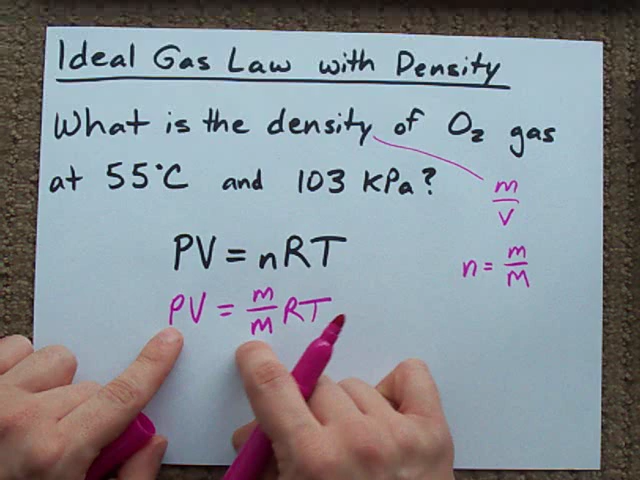 Ideal Gas Law with Density
What is the density of O₂ gas
at 55°C and 103 kPa?
m/V
PV = nRT
n = m/M
PV = m/M RT